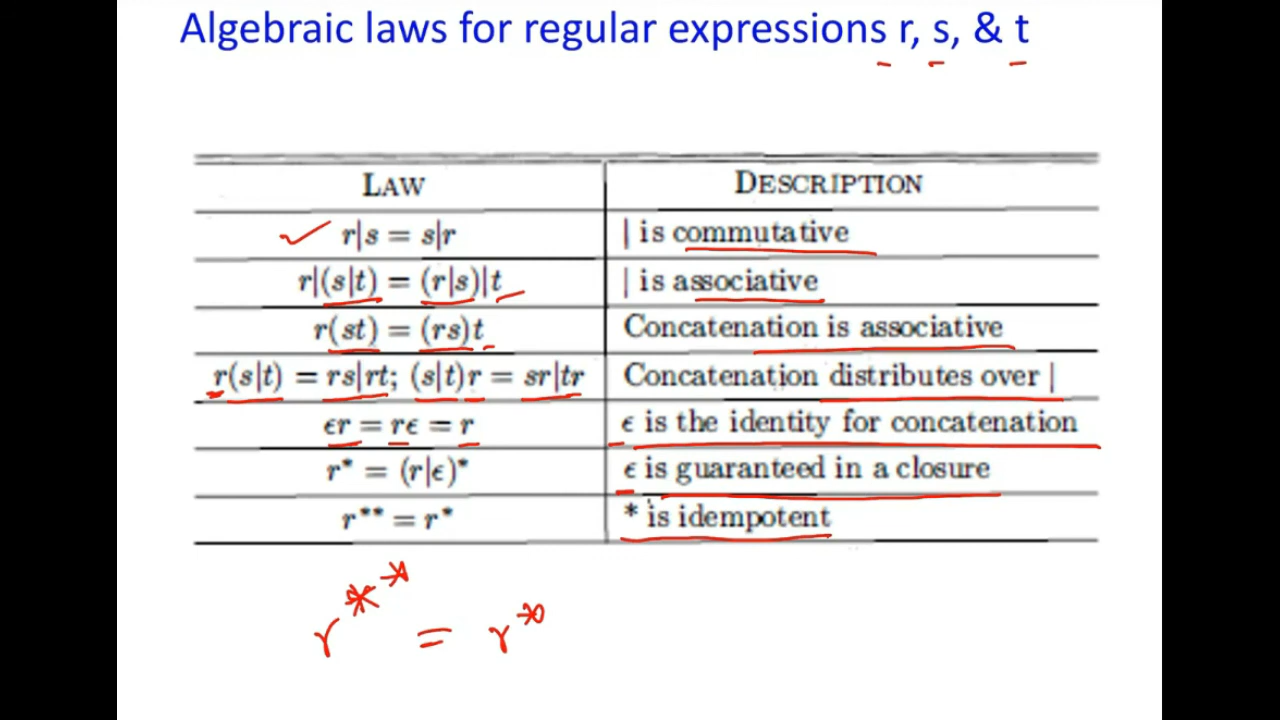 Algebraic laws for regular expressions r, s, & t
LAW DESCRIPTION
r|s = s|r | is commutative
r|(s|t) = (r|s)|t | is associative
r(st) = (rs)t Concatenation is associative
r(s|t) = rs|rt; (s|t)r = sr|tr Concatenation distributes over |
ϵr = rϵ = r ϵ is the identity for concatenation
r* = (r|ϵ)* ϵ is guaranteed in a closure
r** = r* * is idempotent
r** = r*